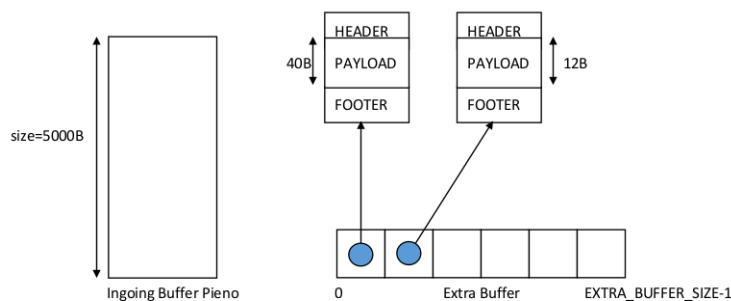 HEADER
HEADER
40B
PAYLOAD
PAYLOAD
12B
FOOTER
FOOTER
size=5000B
Ingoing Buffer Pieno
0
Extra Buffer
EXTRA_BUFFER_SIZE-1